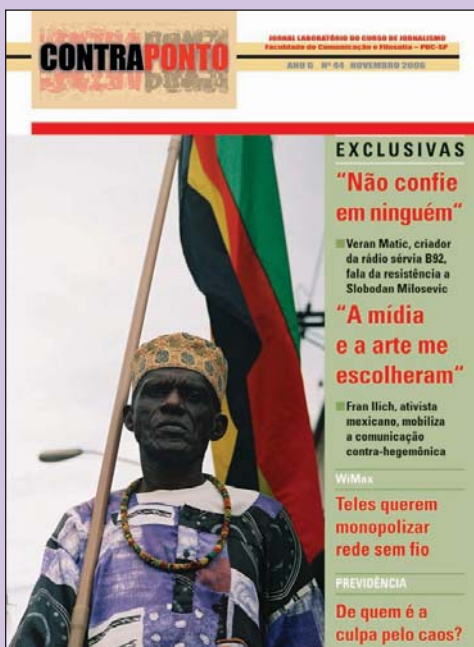 CONTRAPONTO
JORNAL LABORATÓRIO DO CURSO DE JORNALISMO
Faculdade de Comunicação e Filosofia – PUC-SP
ANO 6 Nº 44 NOVEMBRO 2006
EXCLUSIVAS
"Não confie
em ninguém"
Veran Matic, criador
da rádio sérvia B92,
fala da resistência a
Slobodan Milosevic
"A mídia
e a arte me
escolheram"
Fran Ilich, ativista
mexicano, mobiliza
a comunicação
contra-hegemônica
WiMax
Teles querem
monopolizar
rede sem fio
PREVIDÊNCIA
De quem é a
culpa pelo caos?